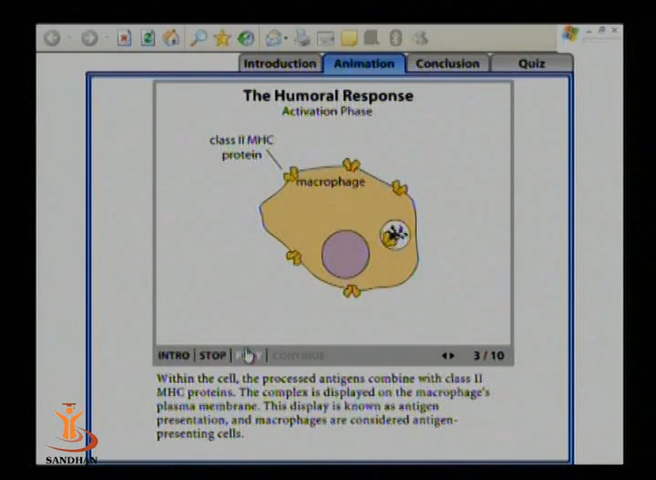 Introduction
Animation
Conclusion
Quiz
The Humoral Response
Activation Phase
class II MHC
protein
macrophage
INTRO | STOP | | CONTINUE
3 / 10
Within the cell, the processed antigens combine with class II
MHC proteins. The complex is displayed on the macrophage's
plasma membrane. This display is known as antigen
presentation, and macrophages are considered antigen-
presenting cells.
SANDHAN